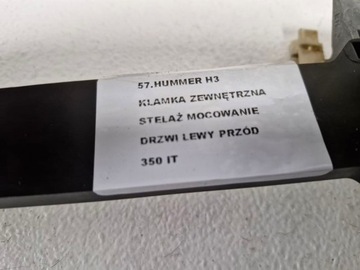 57.HUMMER H3
KLAMKA ZEWNĘTRZNA
STELAŻ MOCOWANIE
DRZWI LEWY PRZÓD
350 IT